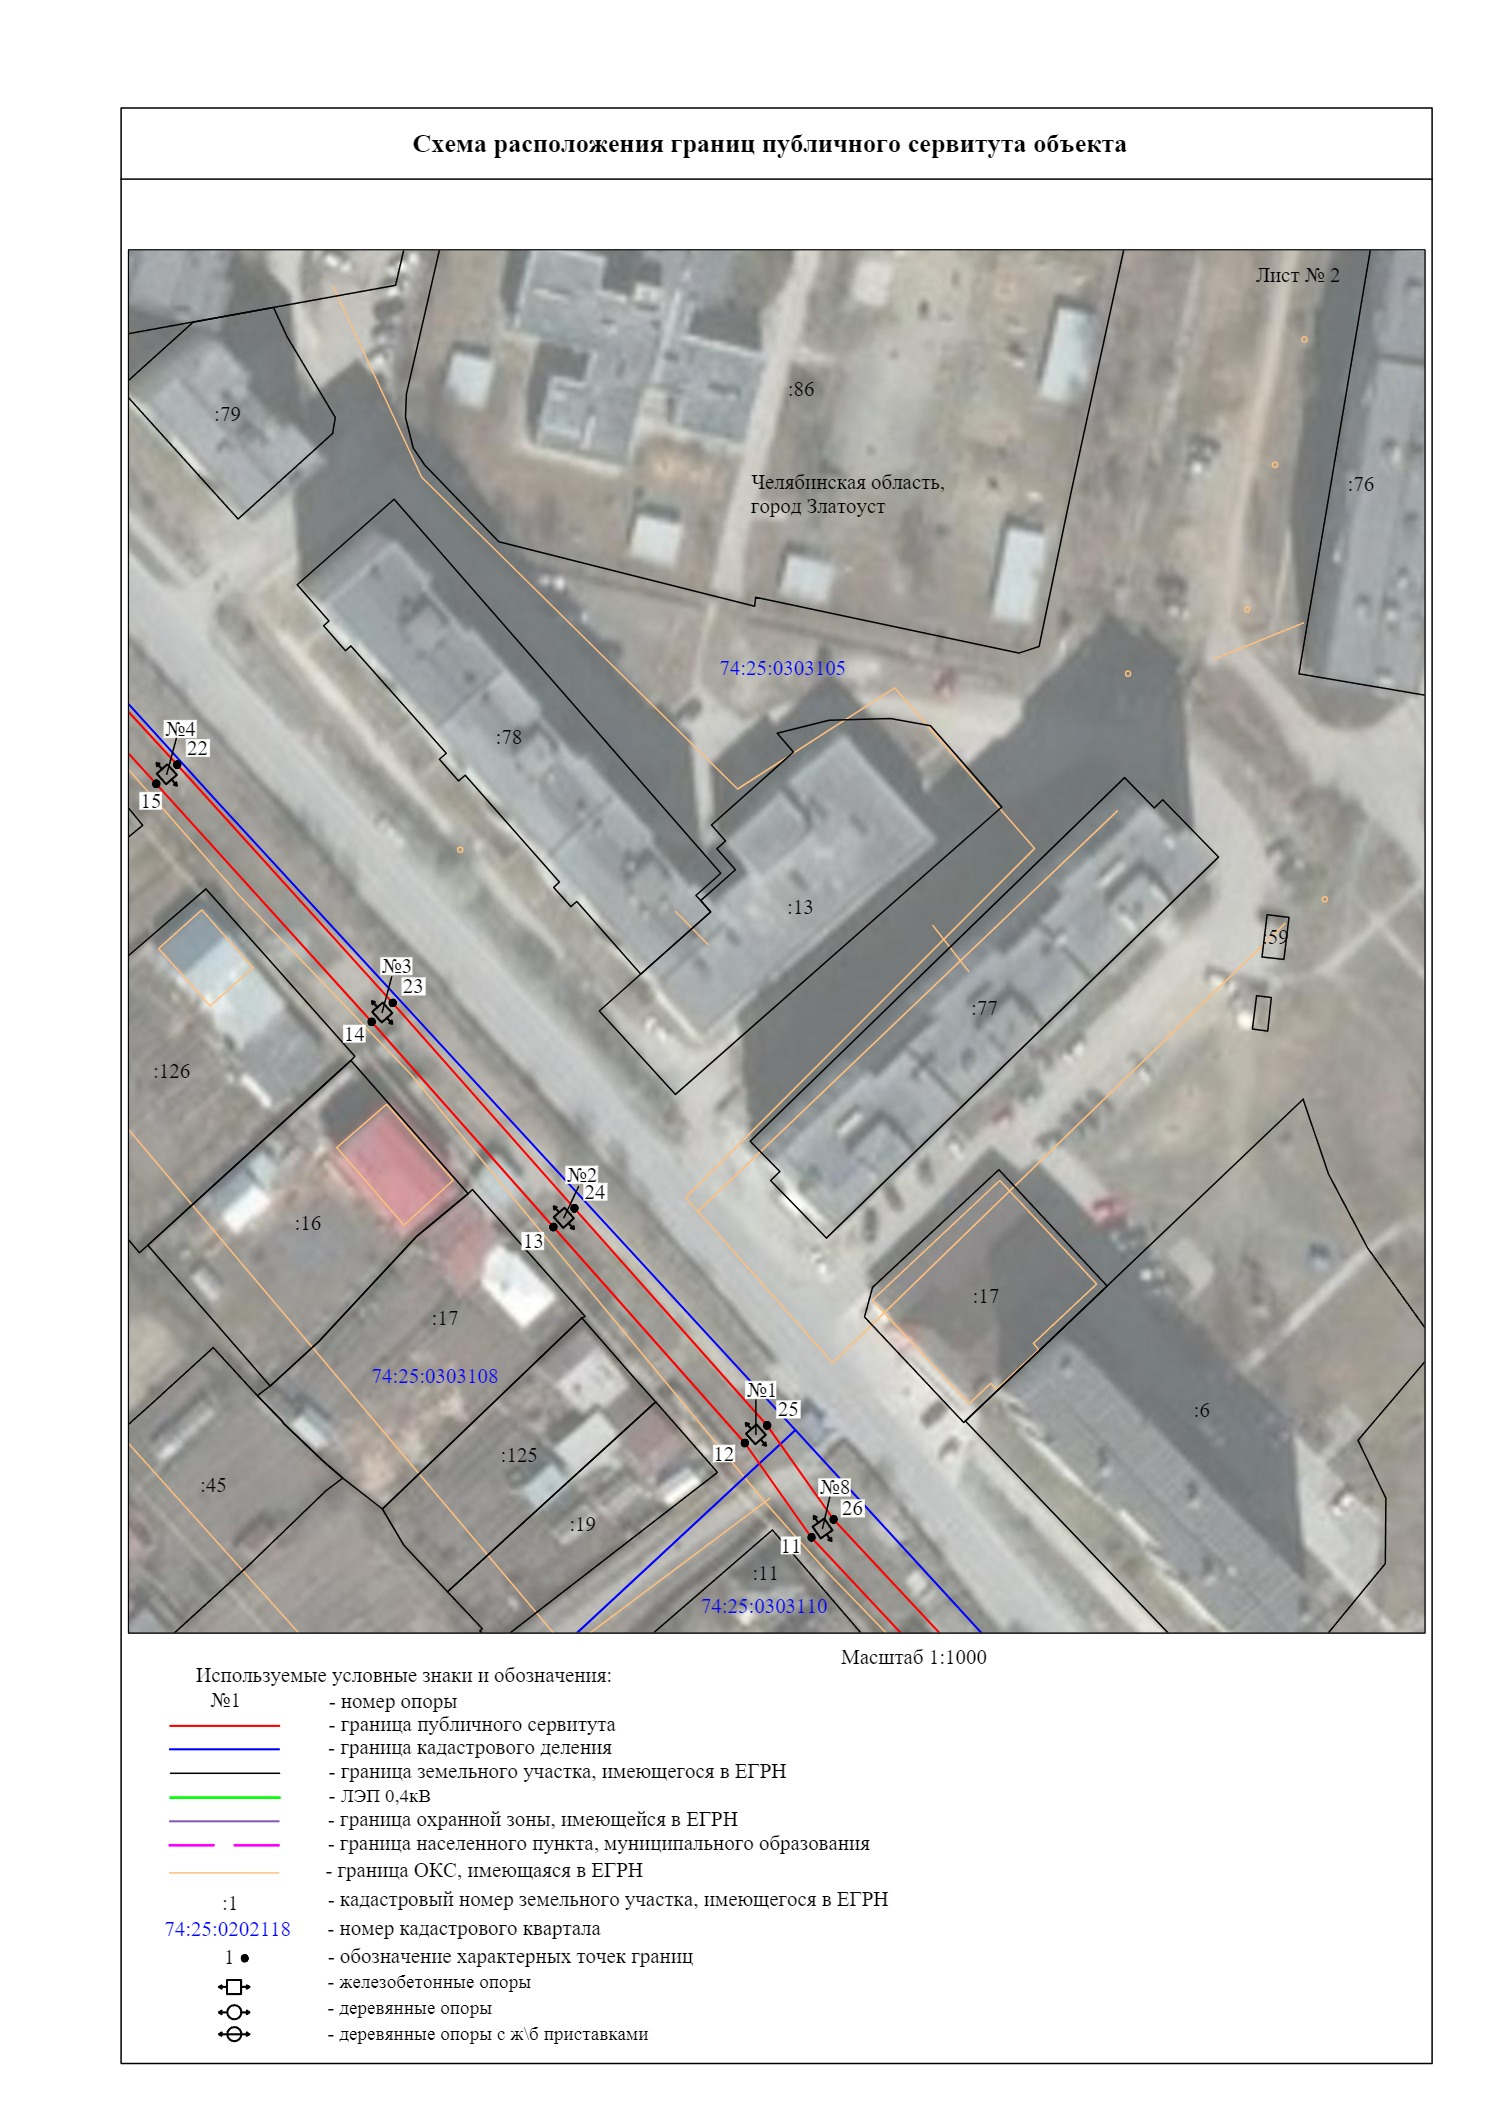 Схема расположения границ публичного сервитута объекта
Лист № 2
:86
:79
Челябинская область,
город Златоуст
:76
74:25:0303105
№4
22
:78
15
:13
:59
№3
23
:77
14
:126
№2
24
:16
13
:17
:17
74:25:0303108
№1
25
:6
12
:125
:45
№8
26
:19
11
:11
74:25:0303110
Масштаб 1:1000
Используемые условные знаки и обозначения:
№1 - номер опоры
- граница публичного сервитута
- граница кадастрового деления
- граница земельного участка, имеющегося в ЕГРН
- ЛЭП 0,4кВ
- граница охранной зоны, имеющейся в ЕГРН
- граница населенного пункта, муниципального образования
- граница ОКС, имеющаяся в ЕГРН
:1 - кадастровый номер земельного участка, имеющегося в ЕГРН
74:25:0202118 - номер кадастрового квартала
1 - обозначение характерных точек границ
- железобетонные опоры
- деревянные опоры
- деревянные опоры с ж\б приставками